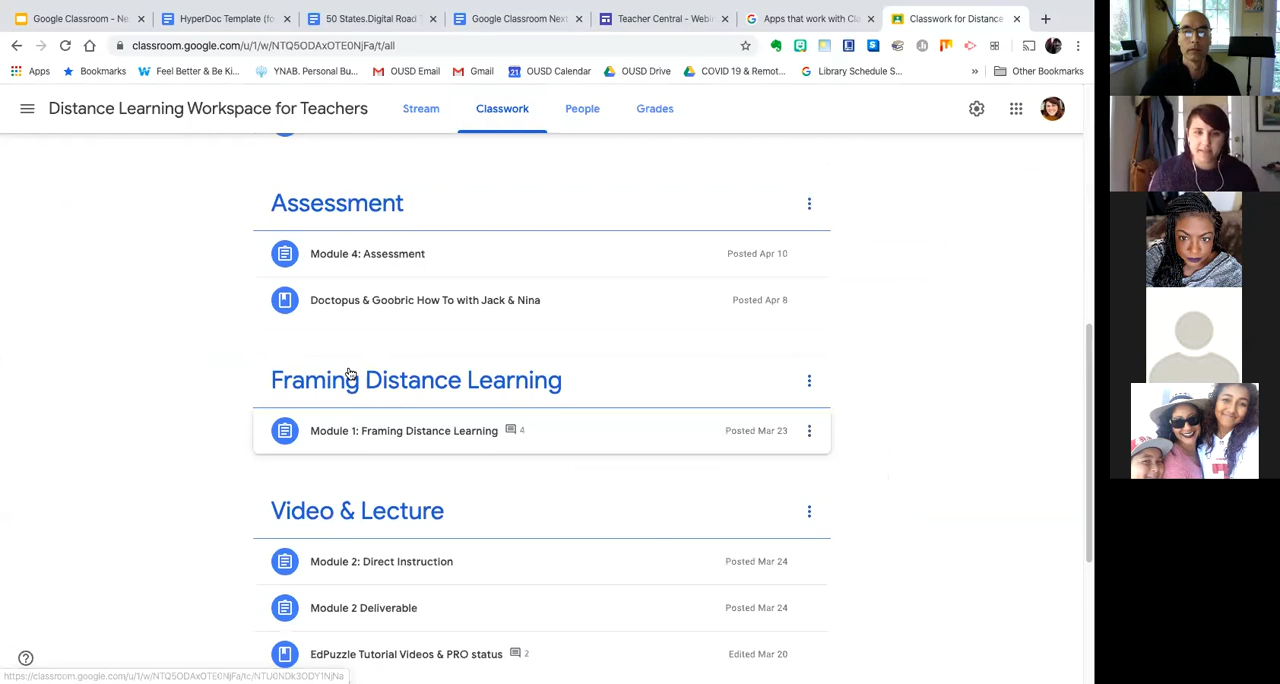 Google Classroom - Ne
HyperDoc Template (fo
50 States.Digital Road
Google Classroom Next
Teacher Central - Webi
Apps that work with Cla
Classwork for Distance
classroom.google.com/u/1/w/NTQ5ODAxOTE0NjFa/t/all
Apps
Bookmarks
Feel Better & Be Ki...
YNAB. Personal Bu...
OUSD Email
Gmail
OUSD Calendar
OUSD Drive
COVID 19 & Remot...
Library Schedule S...
»
Other Bookmarks
Distance Learning Workspace for Teachers
Stream
Classwork
People
Grades
Assessment
Module 4: Assessment
Posted Apr 10
Doctopus & Goobric How To with Jack & Nina
Posted Apr 8
Framing Distance Learning
Module 1: Framing Distance Learning
4
Posted Mar 23
Video & Lecture
Module 2: Direct Instruction
Posted Mar 24
Module 2 Deliverable
Posted Mar 24
EdPuzzle Tutorial Videos & PRO status
2
Edited Mar 20